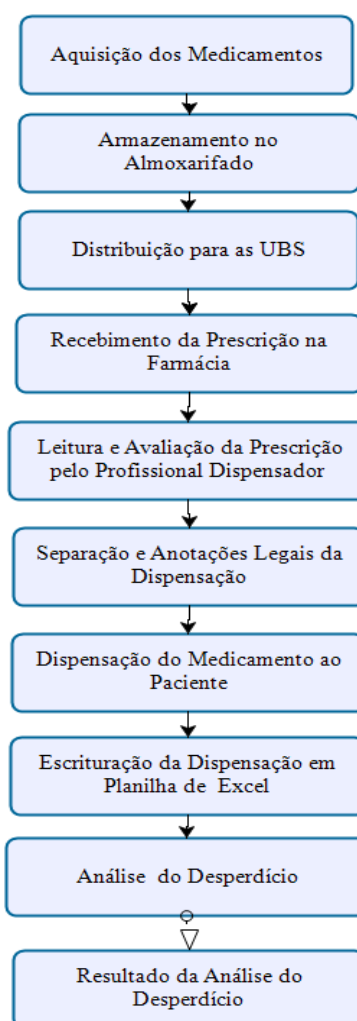 Aquisição dos Medicamentos
Armazenamento no
Almoxarifado
Distribuição para as UBS
Recebimento da Prescrição na
Farmácia
Leitura e Avaliação da Prescrição
pelo Profissional Dispensador
Separação e Anotações Legais da
Dispensação
Dispensação do Medicamento ao
Paciente
Escrituração da Dispensação em
Planilha de Excel
Análise do Desperdício
Resultado da Análise do
Desperdício